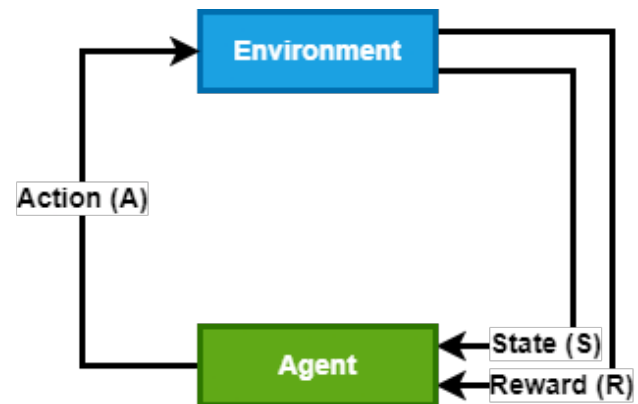 Environment
Action (A)
Agent
State (S)
Reward (R)